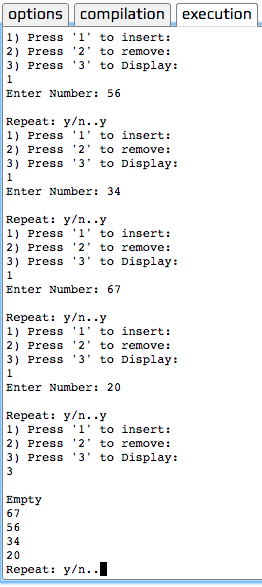 options compilation execution
1) Press '1' to insert:
2) Press '2' to remove:
3) Press '3' to Display:
1
Enter Number: 56
Repeat: y/n..y
1) Press '1' to insert:
2) Press '2' to remove:
3) Press '3' to Display:
1
Enter Number: 34
Repeat: y/n..y
1) Press '1' to insert:
2) Press '2' to remove:
3) Press '3' to Display:
1
Enter Number: 67
Repeat: y/n..y
1) Press '1' to insert:
2) Press '2' to remove:
3) Press '3' to Display:
1
Enter Number: 20
Repeat: y/n..y
1) Press '1' to insert:
2) Press '2' to remove:
3) Press '3' to Display:
3
Empty
67
56
34
20
Repeat: y/n..